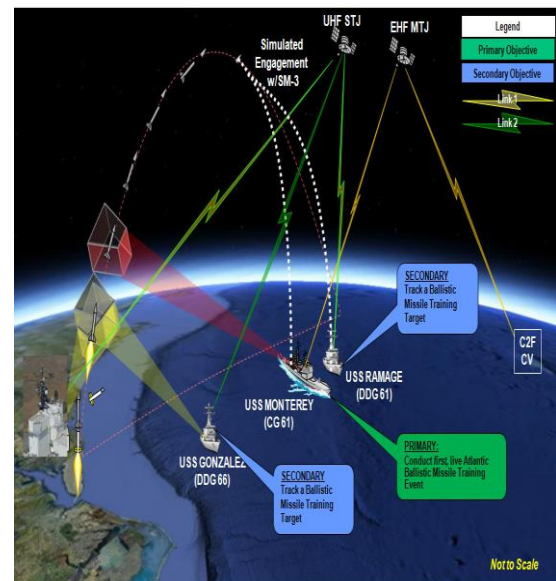 UHF STJ
EHF MTJ
Simulated
Engagement
w/SM-3
Legend
Primary Objective
Secondary Objective
Link 1
Link 2
SECONDARY
Track a Ballistic
Missile Training
Target
C2F
CV
USS RAMAGE
(DDG 61)
USS MONTEREY
(CG 61)
USS GONZALEZ
(DDG 66)
PRIMARY:
Conduct first, live Atlantic
Ballistic Missile Training
Event
SECONDARY
Track a Ballistic
Missile Training
Target
Not to Scale